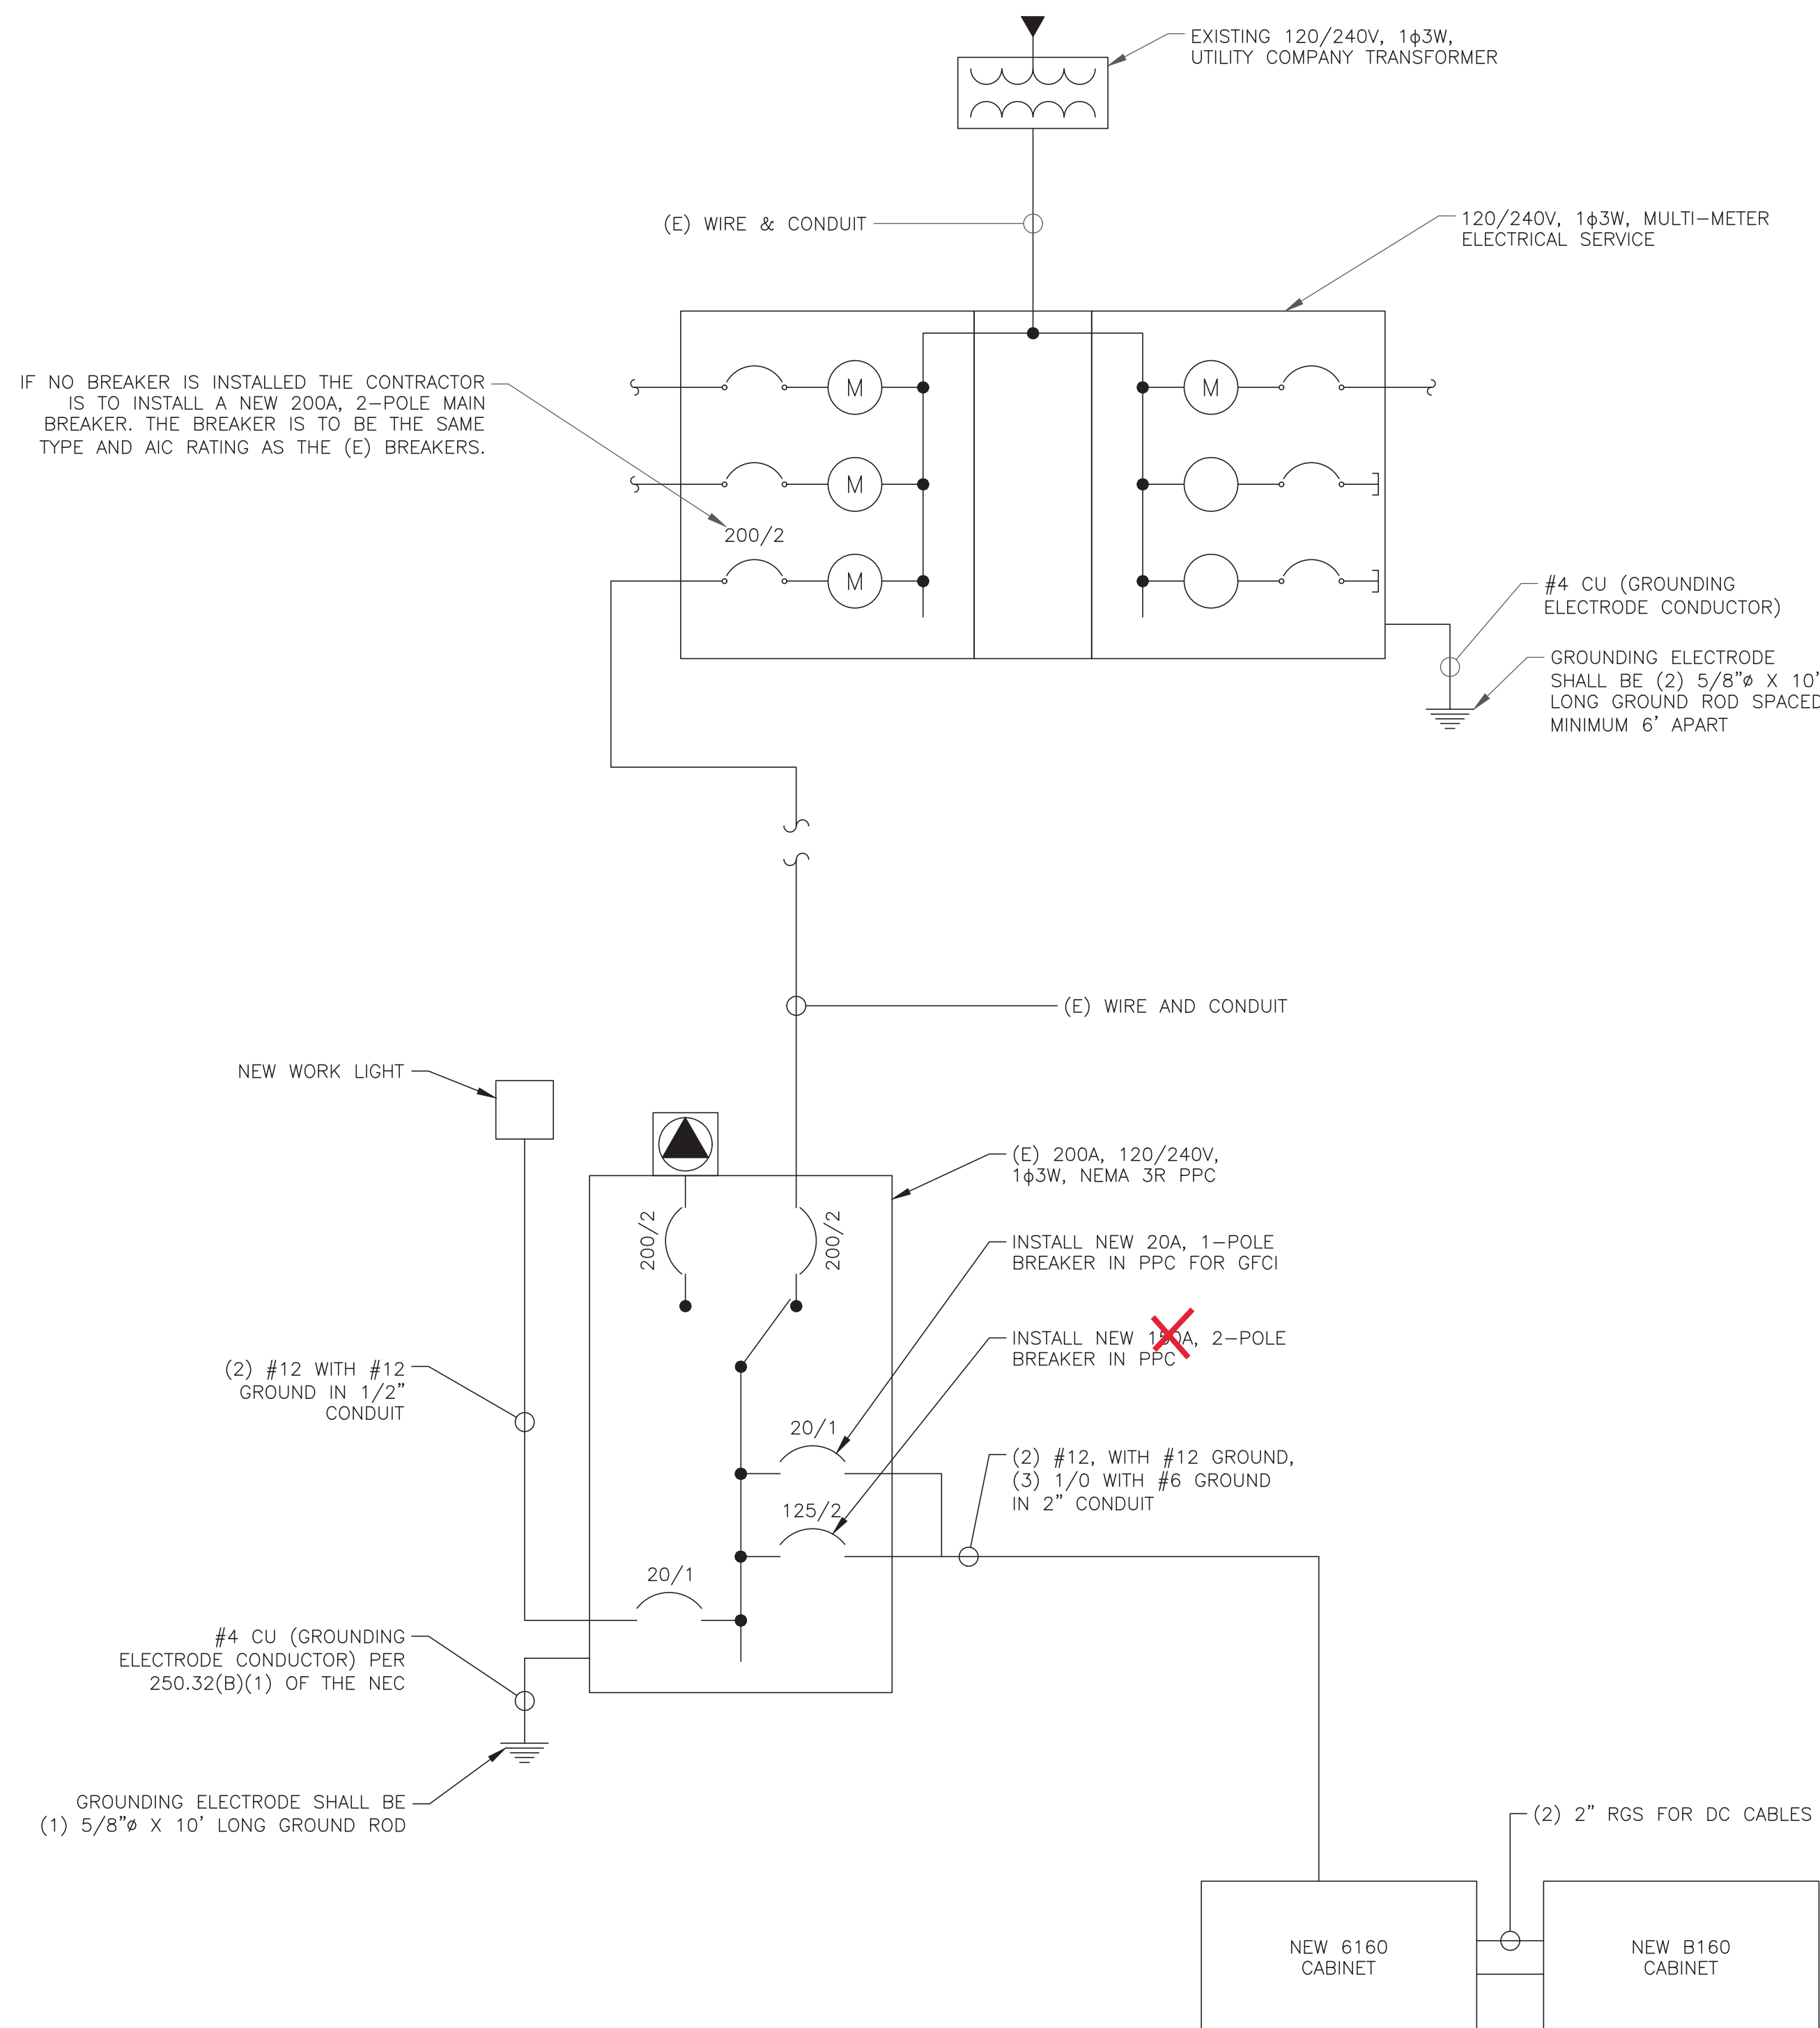 EXISTING 120/240V, 1ϕ3W,
UTILITY COMPANY TRANSFORMER
(E) WIRE & CONDUIT
120/240V, 1ϕ3W, MULTI-METER
ELECTRICAL SERVICE
IF NO BREAKER IS INSTALLED THE CONTRACTOR
IS TO INSTALL A NEW 200A, 2-POLE MAIN
BREAKER. THE BREAKER IS TO BE THE SAME
TYPE AND AIC RATING AS THE (E) BREAKERS.
M
M
M
200/2
M
#4 CU (GROUNDING
ELECTRODE CONDUCTOR)
GROUNDING ELECTRODE
SHALL BE (2) 5/8"ø X 10'
LONG GROUND ROD SPACED
MINIMUM 6' APART
(E) WIRE AND CONDUIT
NEW WORK LIGHT
(E) 200A, 120/240V,
1ϕ3W, NEMA 3R PPC
200/2
200/2
INSTALL NEW 20A, 1-POLE
BREAKER IN PPC FOR GFCI
INSTALL NEW 150A, 2-POLE
BREAKER IN PPC
(2) #12 WITH #12
GROUND IN 1/2"
CONDUIT
20/1
(2) #12, WITH #12 GROUND,
(3) 1/0 WITH #6 GROUND
IN 2" CONDUIT
125/2
20/1
#4 CU (GROUNDING
ELECTRODE CONDUCTOR) PER
250.32(B)(1) OF THE NEC
GROUNDING ELECTRODE SHALL BE
(1) 5/8"ø X 10' LONG GROUND ROD
(2) 2" RGS FOR DC CABLES
NEW 6160
CABINET
NEW B160
CABINET